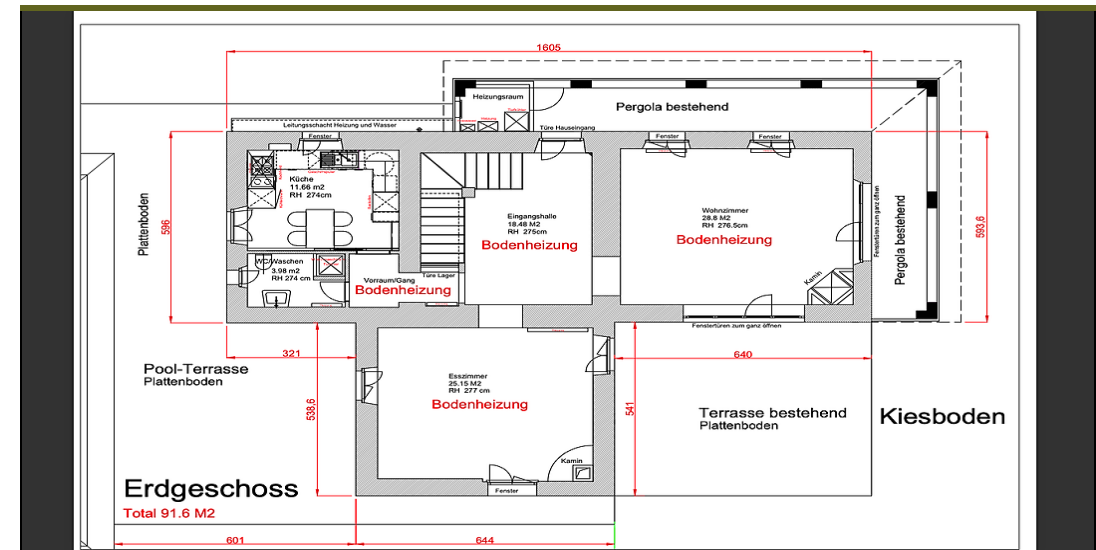 1605
Heizungsraum
Pergola bestehend
Leitungsschacht Heizung und Wasser
Türe Hauseingang
Fenster
Fenster
Fenster
Küche
11.66 m2
RH 274cm
Plattenboden
596
Eingangshalle
18.48 M2
RH 275cm
Bodenheizung
Wohnzimmer
28.8 M2
RH 276.5cm
Bodenheizung
Fenstertüren zum ganz öffnen
Pergola bestehend
593,6
WC/Waschen
3.98 m2
RH 274 cm
Vorraum/Gang
Bodenheizung
Türe Lager
Kamin
Fenstertüren zum ganz öffnen
321
640
Pool-Terrasse
Plattenboden
538,6
Esszimmer
25.15 M2
RH 277 cm
Bodenheizung
541
Terrasse bestehend
Plattenboden
Kiesboden
Kamin
Fenster
Erdgeschoss
Total 91.6 M2
601
644